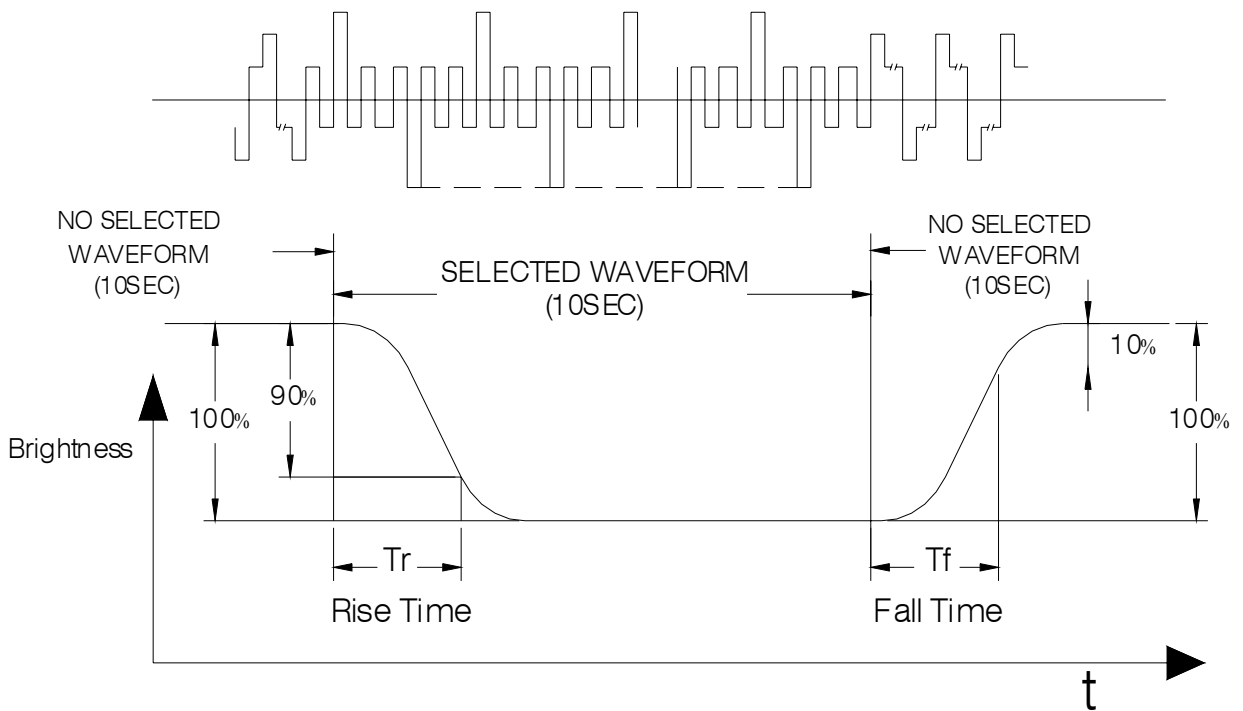 NO SELECTED
WAVEFORM
(10SEC)
SELECTED WAVEFORM
(10SEC)
NO SELECTED
WAVEFORM
(10SEC)
100%
90%
10%
100%
Brightness
Tr
Rise Time
Tf
Fall Time
t